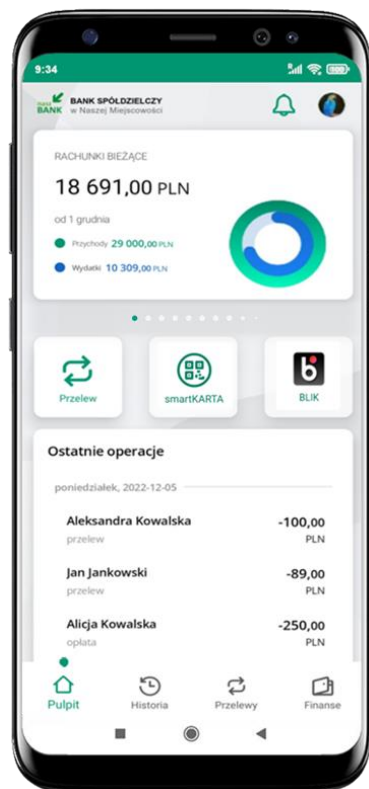 9:34
nasz BANK
BANK SPÓŁDZIELCZY
w Naszej Miejscowości
RACHUNKI BIEŻĄCE
18 691,00 PLN
od 1 grudnia
Przychody 29 000,00 PLN
Wydatki 10 309,00 PLN
Przelew
smartKARTA
BLIK
Ostatnie operacje
poniedziałek, 2022-12-05
Aleksandra Kowalska -100,00
przelew PLN
Jan Jankowski -89,00
przelew PLN
Alicja Kowalska -250,00
opłata PLN
Pulpit
Historia
Przelewy
Finanse